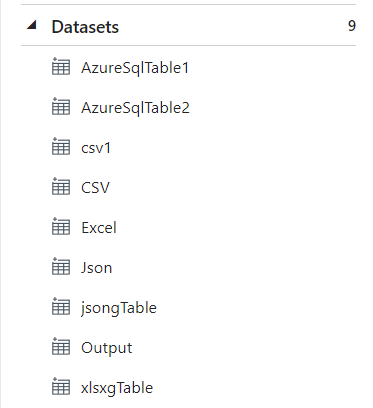 Datasets 9
AzureSqlTable1
AzureSqlTable2
csv1
CSV
Excel
Json
jsongTable
Output
xlsxgTable